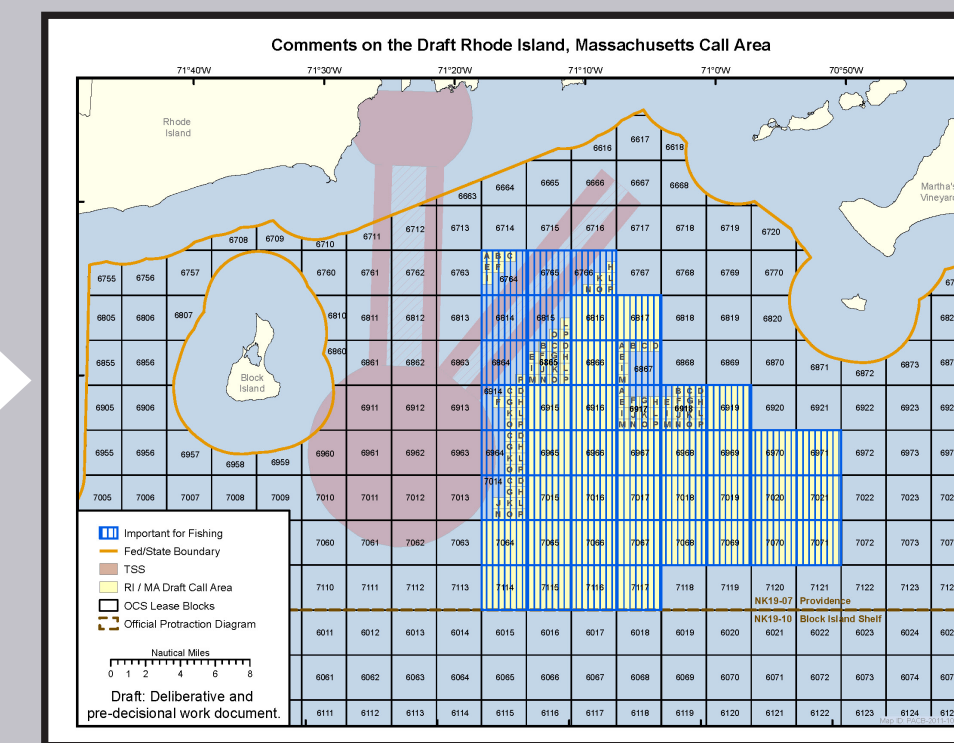 Comments on the Draft Rhode Island, Massachusetts Call Area
71°40'W 71°30'W 71°20'W 71°10'W 71°0'W 70°50'W
Rhode
Island
Martha's
Vineyard
Block
Island
6616 6617 6618
6663 6664 6665 6666 6667 6668
6708 6709 6710 6711 6712 6713 6714 6715 6716 6717 6718 6719 6720
6755 6756 6757 6760 6761 6762 6763 6764 6765 6766 6767 6768 6769 6770
6805 6806 6807 6810 6811 6812 6813 6814 6815 6816 6817 6818 6819 6820
6855 6856 6860 6861 6862 6863 6864 6865 6866 6867 6868 6869 6870 6871 6872 6873
6905 6906 6911 6912 6913 6914 6915 6916 6917 6918 6919 6920 6921 6922 6923
6955 6956 6957 6958 6959 6960 6961 6962 6963 6964 6965 6966 6967 6968 6969 6970 6971 6972 6973
7005 7006 7007 7008 7009 7010 7011 7012 7013 7014 7015 7016 7017 7018 7019 7020 7021 7022 7023
7060 7061 7062 7063 7064 7065 7066 7067 7068 7069 7070 7071 7072 7073
7110 7111 7112 7113 7114 7115 7116 7117 7118 7119 7120 7121 7122 7123
NK19-07 Providence
NK19-10 Block Island Shelf
6011 6012 6013 6014 6015 6016 6017 6018 6019 6020 6021 6022 6023 6024
6061 6062 6063 6064 6065 6066 6067 6068 6069 6070 6071 6072 6073 6074
6111 6112 6113 6114 6115 6116 6117 6118 6119 6120 6121 6122 6123 6124
Important for Fishing
Fed/State Boundary
TSS
RI / MA Draft Call Area
OCS Lease Blocks
Official Protraction Diagram
Nautical Miles
0 1 2 4 6 8
Draft: Deliberative and
pre-decisional work document.